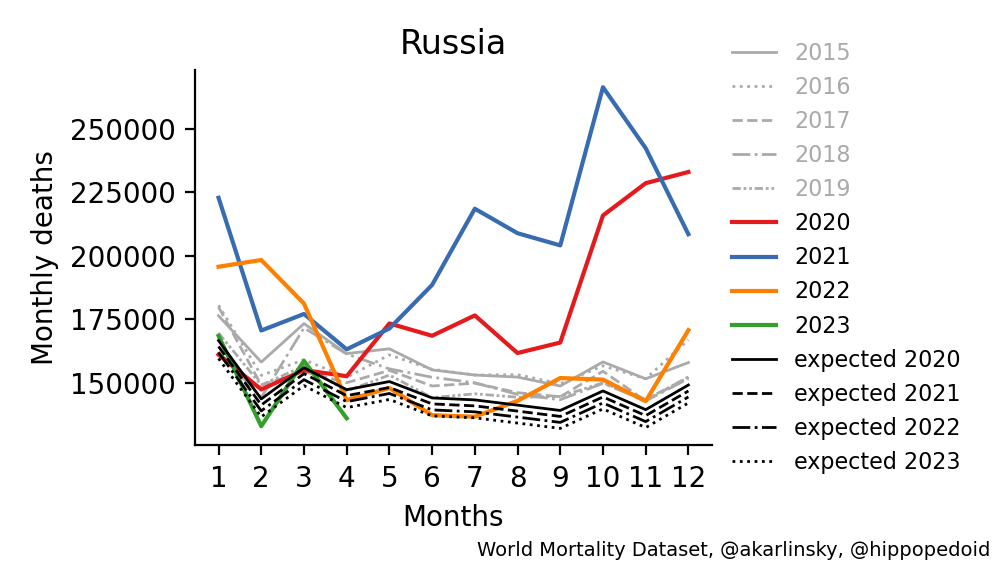 Russia
Monthly deaths
250000
225000
200000
175000
150000
1 2 3 4 5 6 7 8 9 10 11 12
Months
2015
2016
2017
2018
2019
2020
2021
2022
2023
expected 2020
expected 2021
expected 2022
expected 2023
World Mortality Dataset, @akarlinsky, @hippopedoid